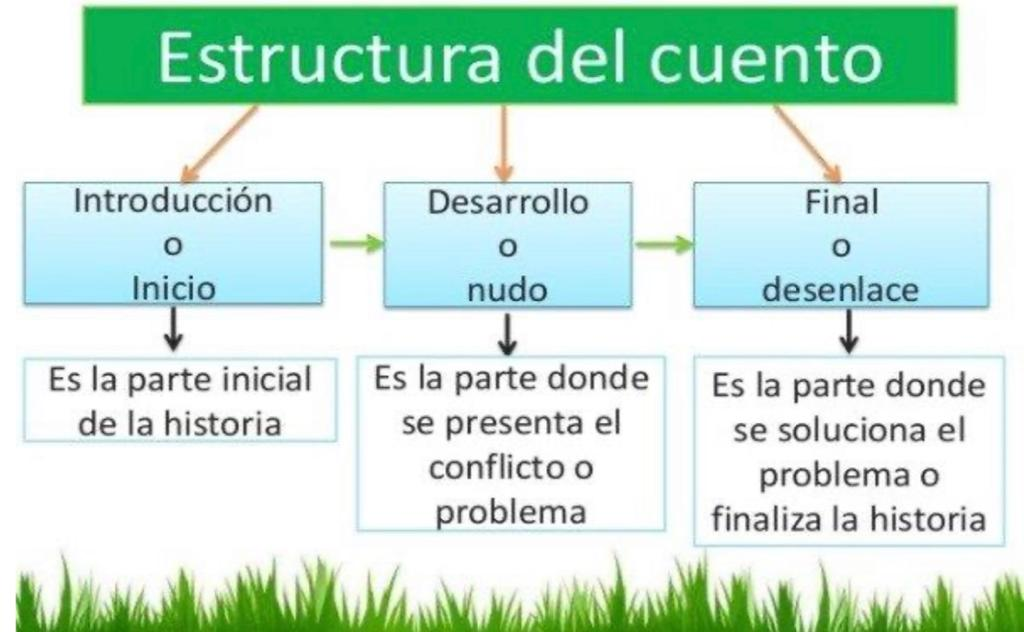 Estructura del cuento
Introducción
o
Inicio
Desarrollo
o
nudo
Final
o
desenlace
Es la parte inicial
de la historia
Es la parte donde
se presenta el
conflicto o
problema
Es la parte donde
se soluciona el
problema o
finaliza la historia